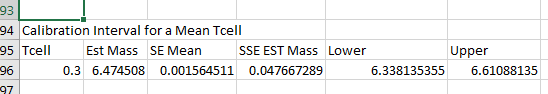 93
94 Calibration Interval for a Mean Tcell
95 Tcell Est Mass SE Mean SSE EST Mass Lower Upper
96 0.3 6.474508 0.001564511 0.047667289 6.338135355 6.61088135
97